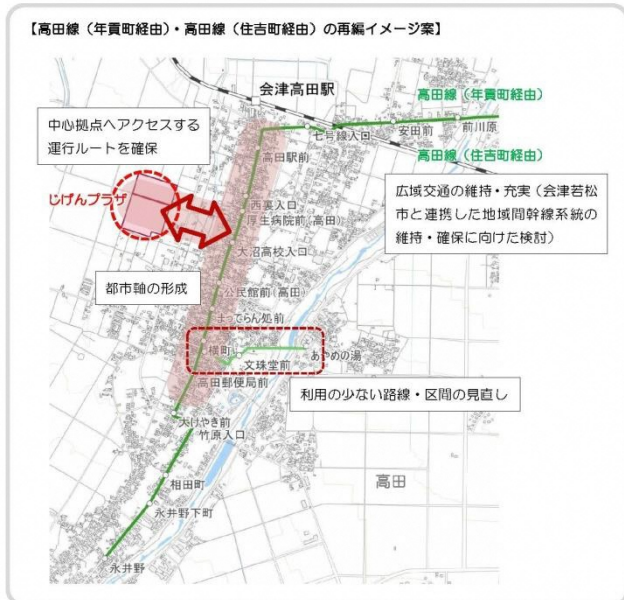 【高田線（年貢町経由）・高田線（住吉町経由）の再編イメージ案】
会津高田駅
高田線（年貢町経由）
中心拠点へアクセスする
運行ルートを確保
七号線入口
安田前
前川原
高田駅前
高田線（住吉町経由）
じげんプラザ
西裏入口
厚生病院前（高田）
広域交通の維持・充実（会津若松
市と連携した地域間幹線系統の
維持・確保に向けた検討）
大沼高校入口
都市軸の形成
公民館前（高田）
よってらん処前
横町
あやめの湯
文珠堂前
高田郵便局前
利用の少ない路線・区間の見直し
大けやき前
竹原入口
相田町
高田
永井野下町
永井野